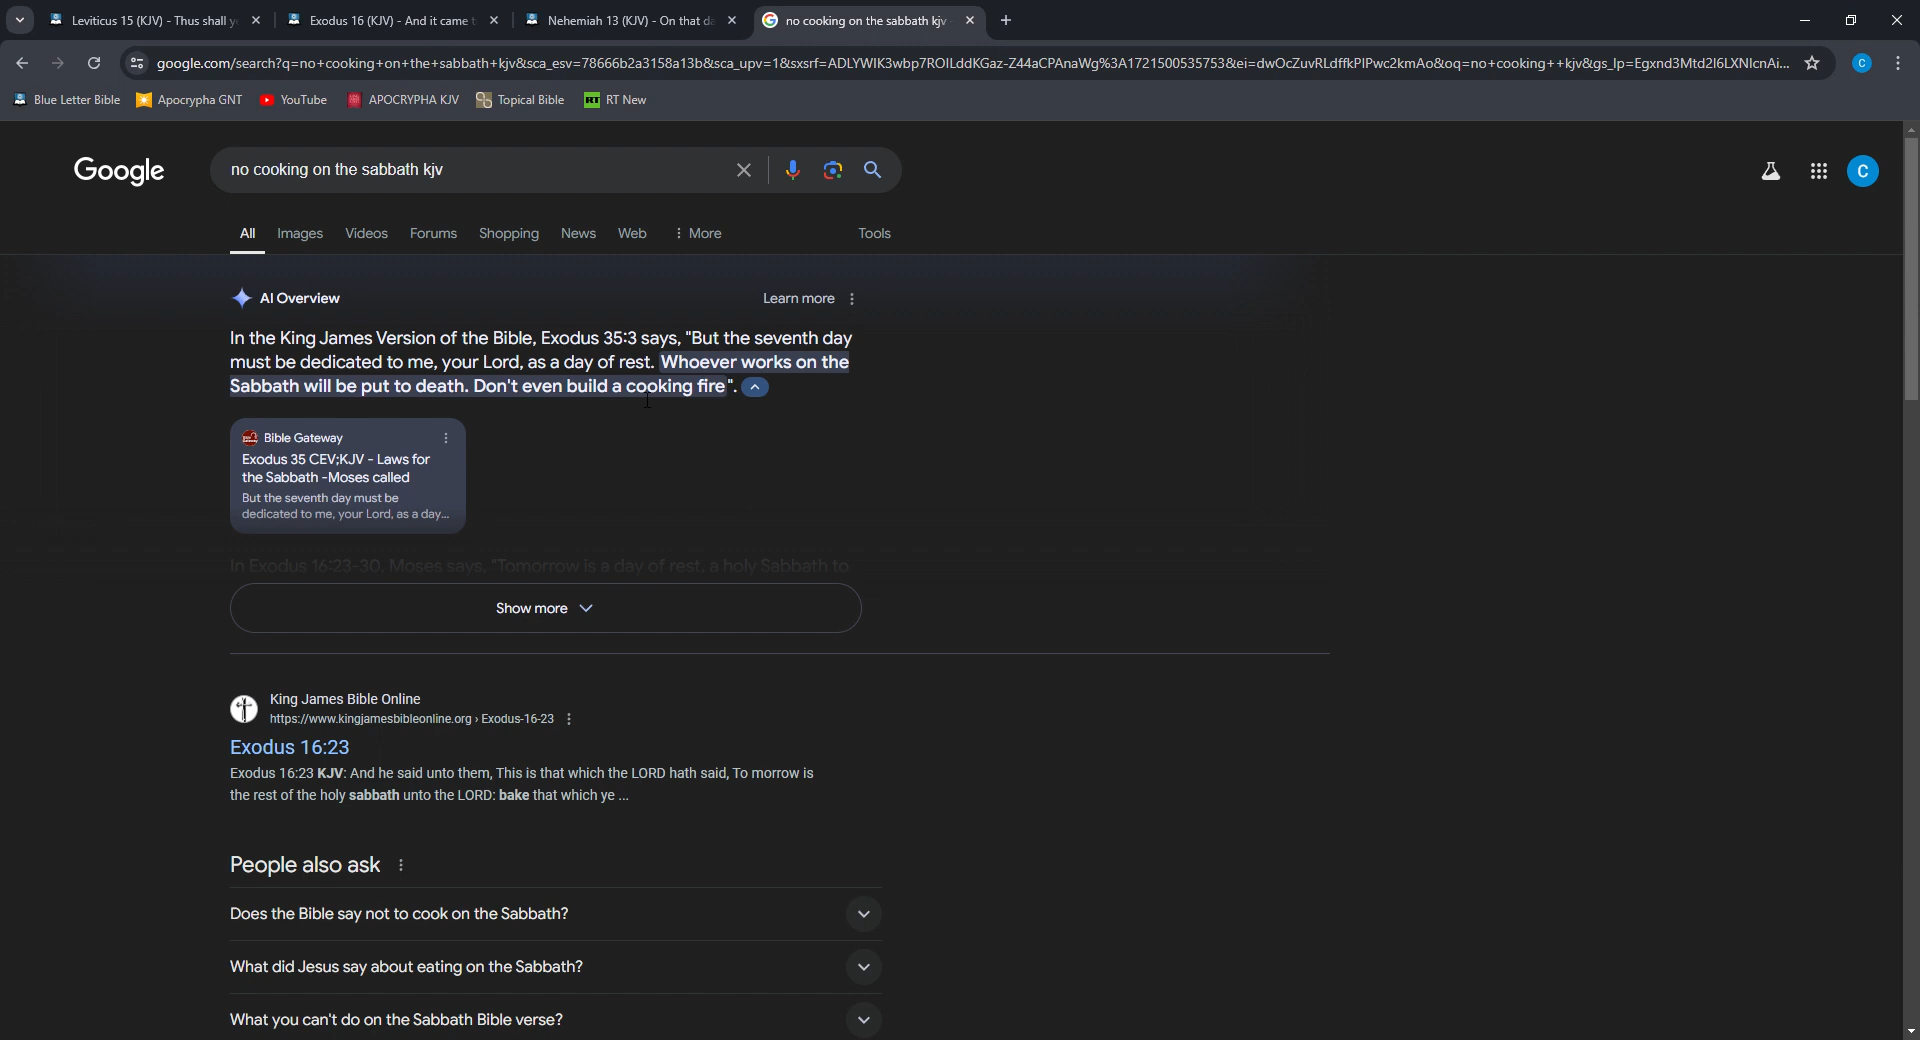 Leviticus 15 (KJV) - Thus shall y
Exodus 16 (KJV) - And it came t
Nehemiah 13 (KJV) - On that da
no cooking on the sabbath kjv
google.com/search?q=no+cooking+on+the+sabbath+kjv&sca_esv=78666b2a3158a13b&sca_upv=1&sxsrf=ADLYWIK3wbp7ROILddKGaz-Z44aCPAnaWg%3A1721500535753&ei=dwOcZuvRLdffkPIPwc2kmAo&oq=no+cooking++kjv&gs_lp=Egxnd3Mtd2l6LXNlcnAi...
C
Blue Letter Bible
Apocrypha GNT
YouTube
APOCRYPHA KJV
Topical Bible
RT New
Google
no cooking on the sabbath kjv
C
All Images Videos Forums Shopping News Web More Tools
AI Overview
Learn more
In the King James Version of the Bible, Exodus 35:3 says, "But the seventh day
must be dedicated to me, your Lord, as a day of rest. Whoever works on the
Sabbath will be put to death. Don't even build a cooking fire".
Bible Gateway
Exodus 35 CEV;KJV - Laws for
the Sabbath -Moses called
But the seventh day must be
dedicated to me, your Lord, as a day...
In Exodus 16:23-30, Moses says, "Tomorrow is a day of rest, a holy Sabbath to
Show more
King James Bible Online
https://www.kingjamesbibleonline.org › Exodus-16-23
Exodus 16:23
Exodus 16:23 KJV: And he said unto them, This is that which the LORD hath said, To morrow is
the rest of the holy sabbath unto the LORD: bake that which ye ...
People also ask
Does the Bible say not to cook on the Sabbath?
What did Jesus say about eating on the Sabbath?
What you can't do on the Sabbath Bible verse?